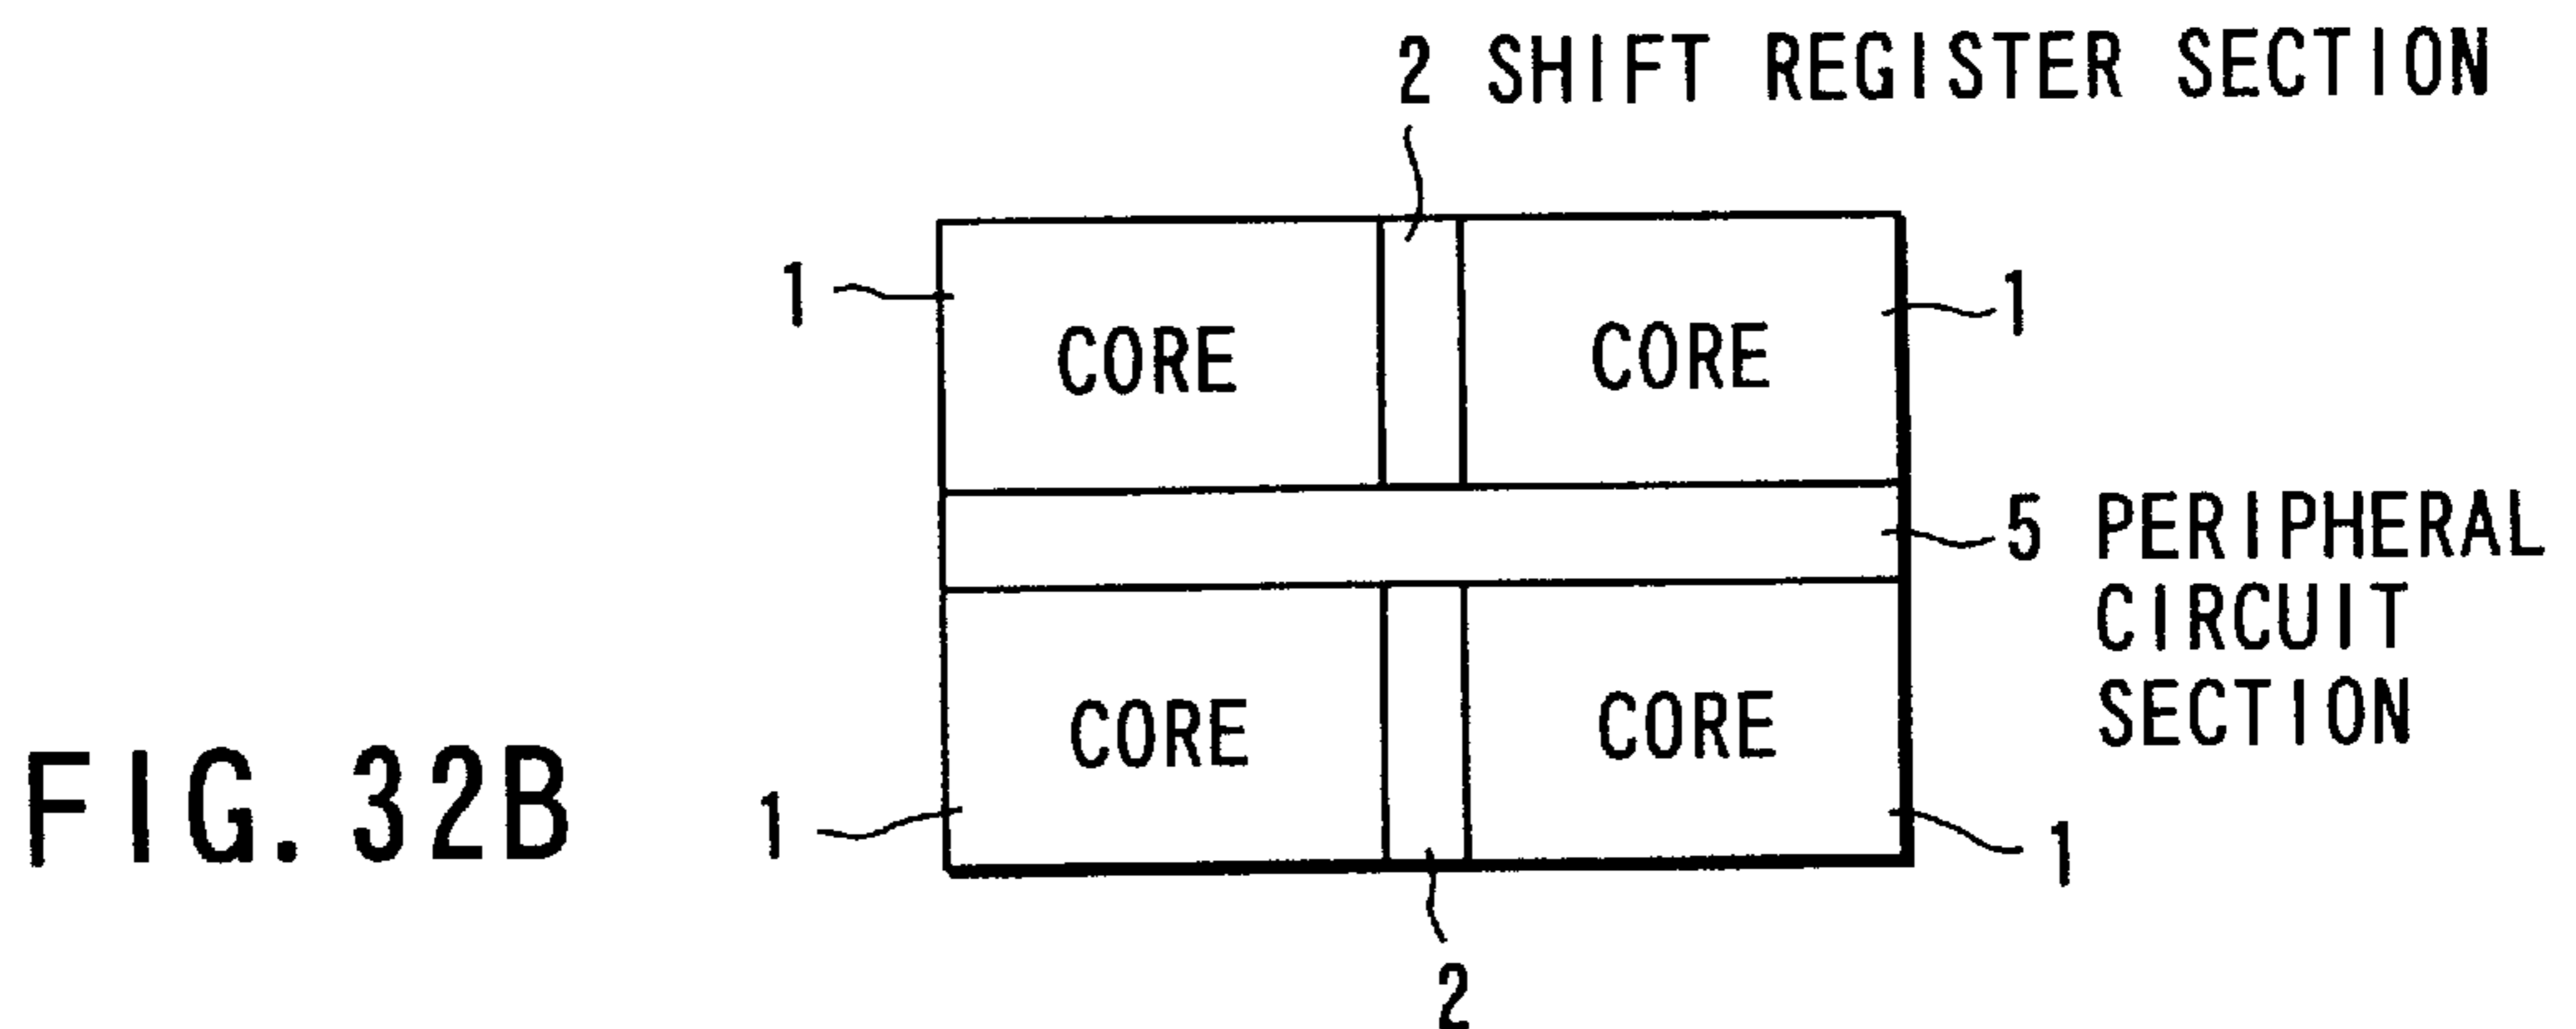 2 SHIFT REGISTER SECTION
1
1
CORE
CORE
5 PERIPHERAL
CIRCUIT
SECTION
CORE
CORE
1
1
2
FIG. 32B